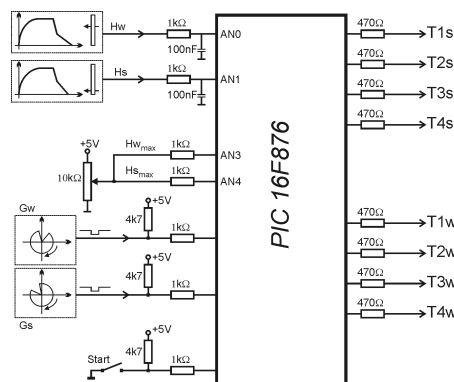 Hw
1kΩ
AN0
100nF
Hs
1kΩ
AN1
100nF
+5V
10kΩ
Hwmax
1kΩ
AN3
Hsmax
1kΩ
AN4
Gw
+5V
4k7
1kΩ
+5V
4k7
1kΩ
Gs
+5V
Start
4k7
1kΩ
PIC 16F876
470Ω
T1s
470Ω
T2s
470Ω
T3s
470Ω
T4s
470Ω
T1w
470Ω
T2w
470Ω
T3w
470Ω
T4w